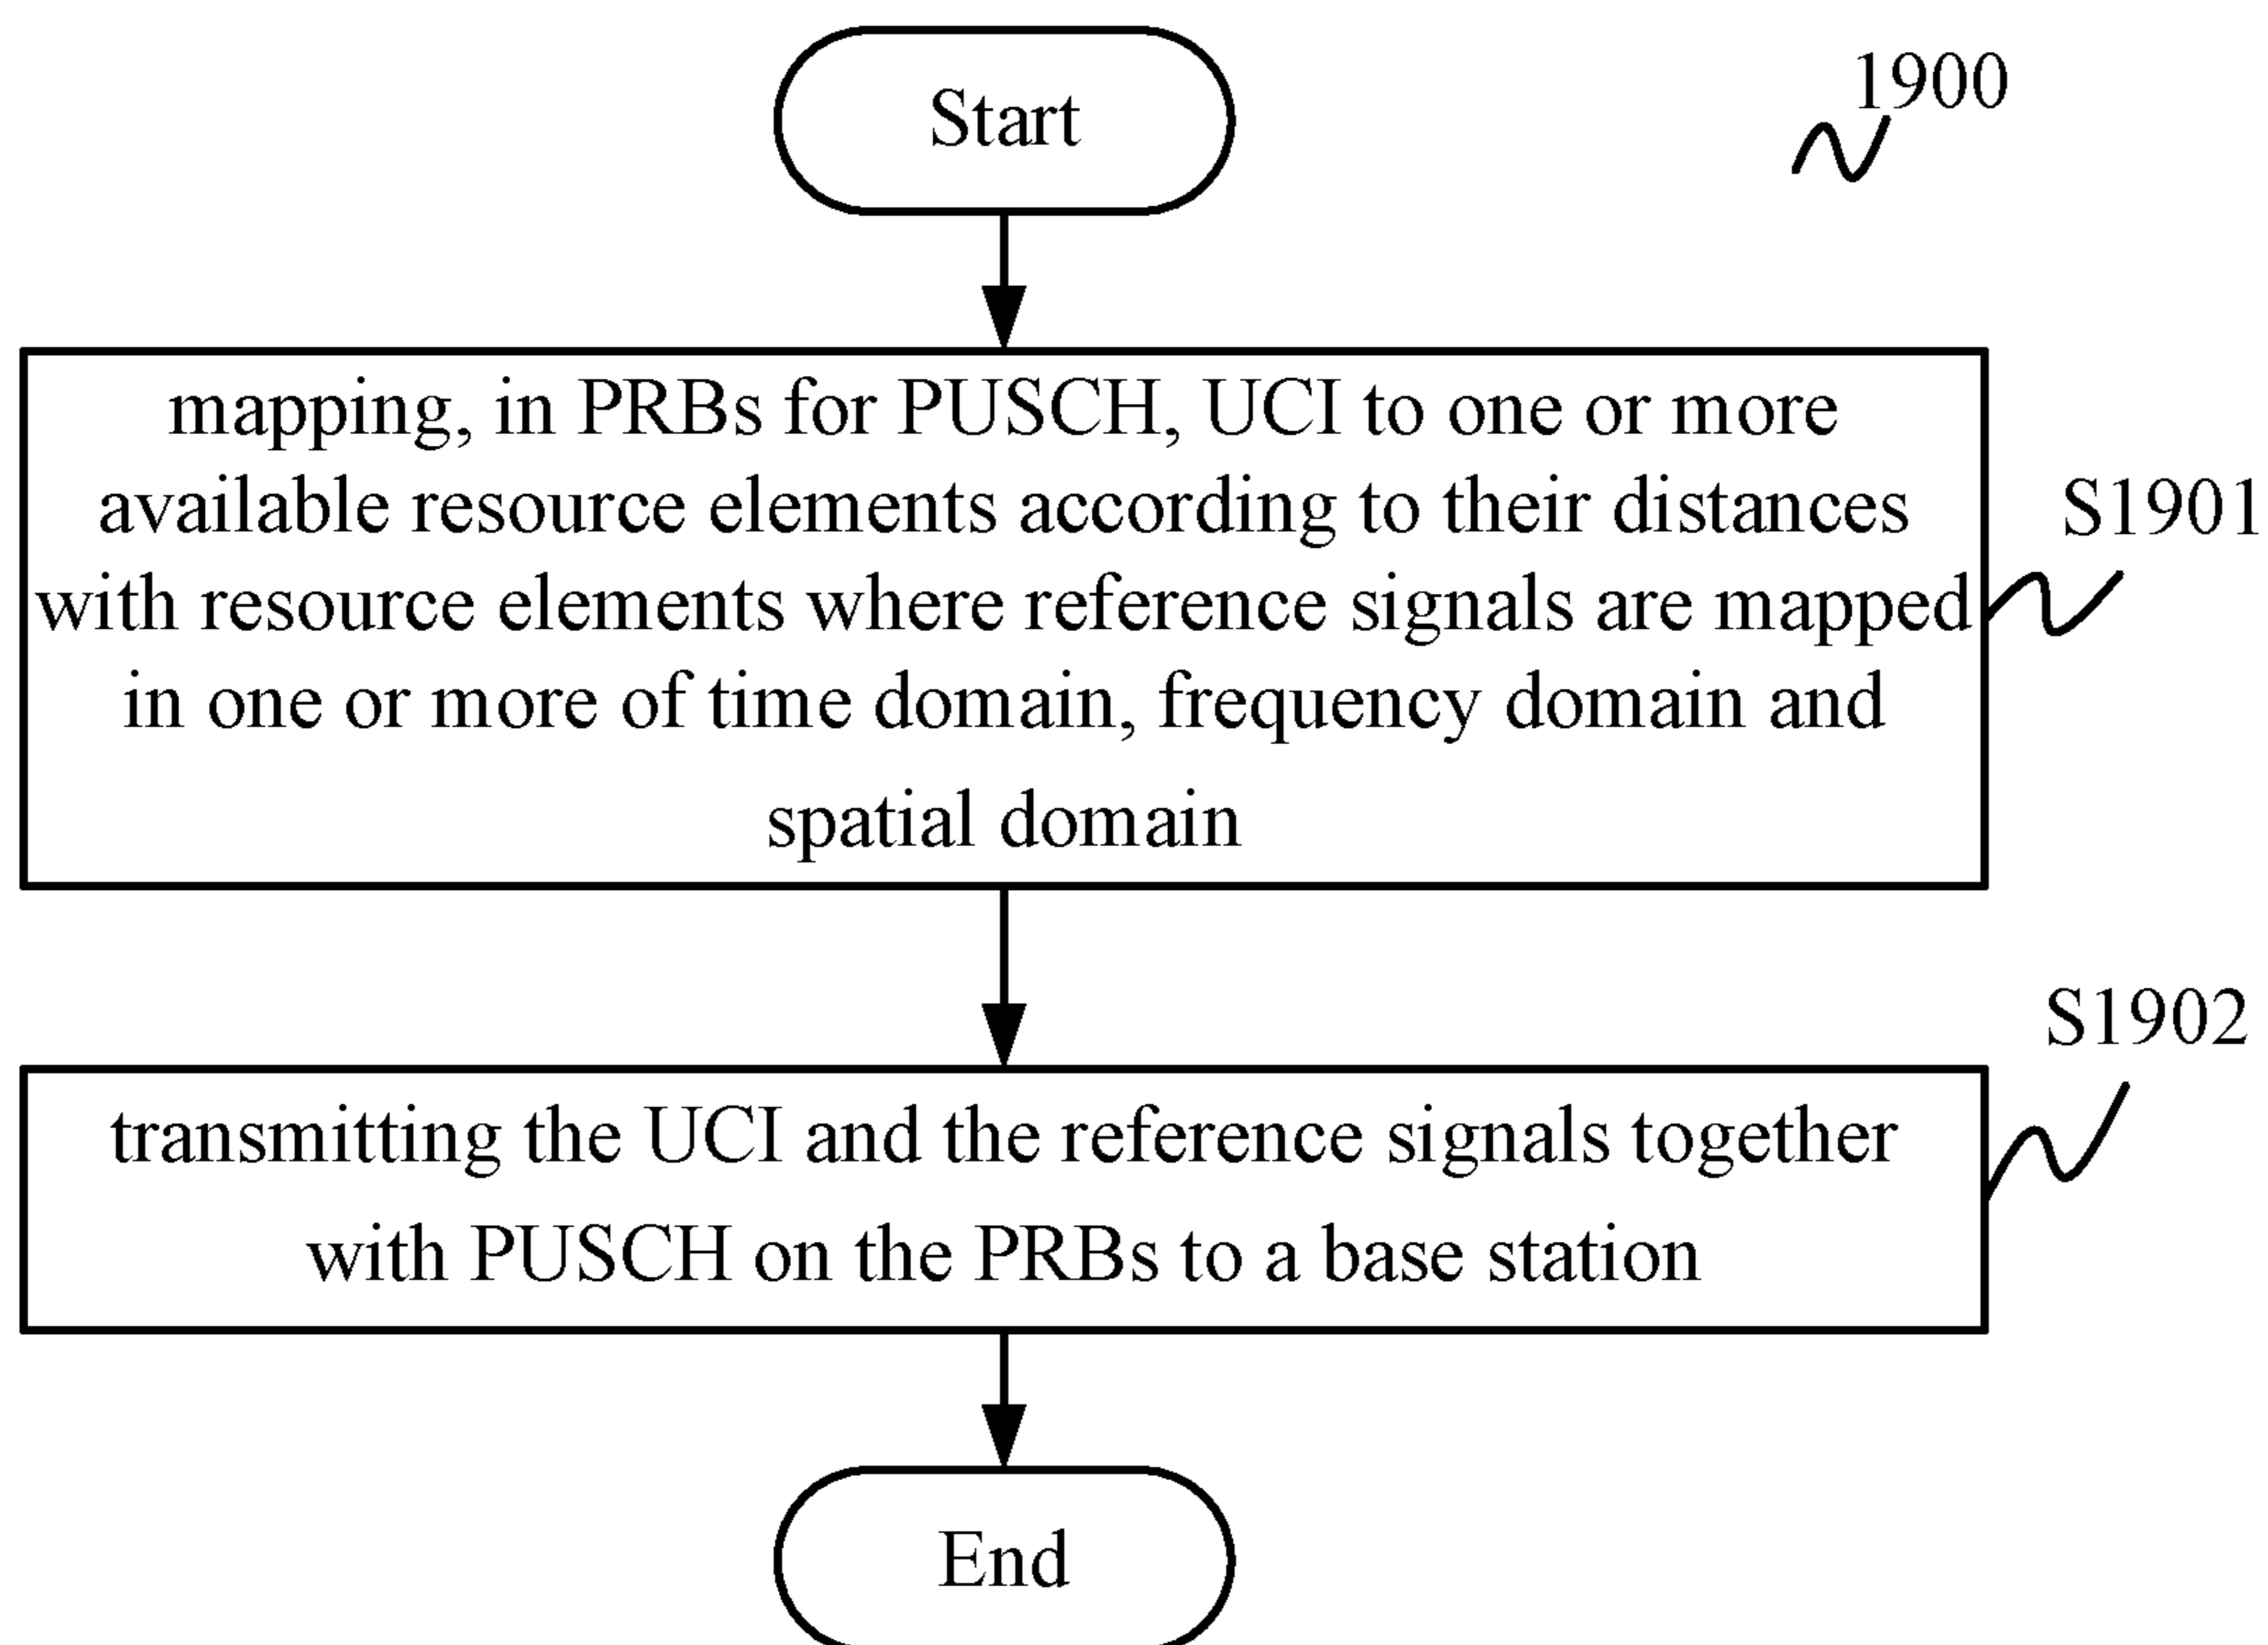 Start
1900
mapping, in PRBs for PUSCH, UCI to one or more
available resource elements according to their distances
with resource elements where reference signals are mapped
in one or more of time domain, frequency domain and
spatial domain
S1901
transmitting the UCI and the reference signals together
with PUSCH on the PRBs to a base station
S1902
End